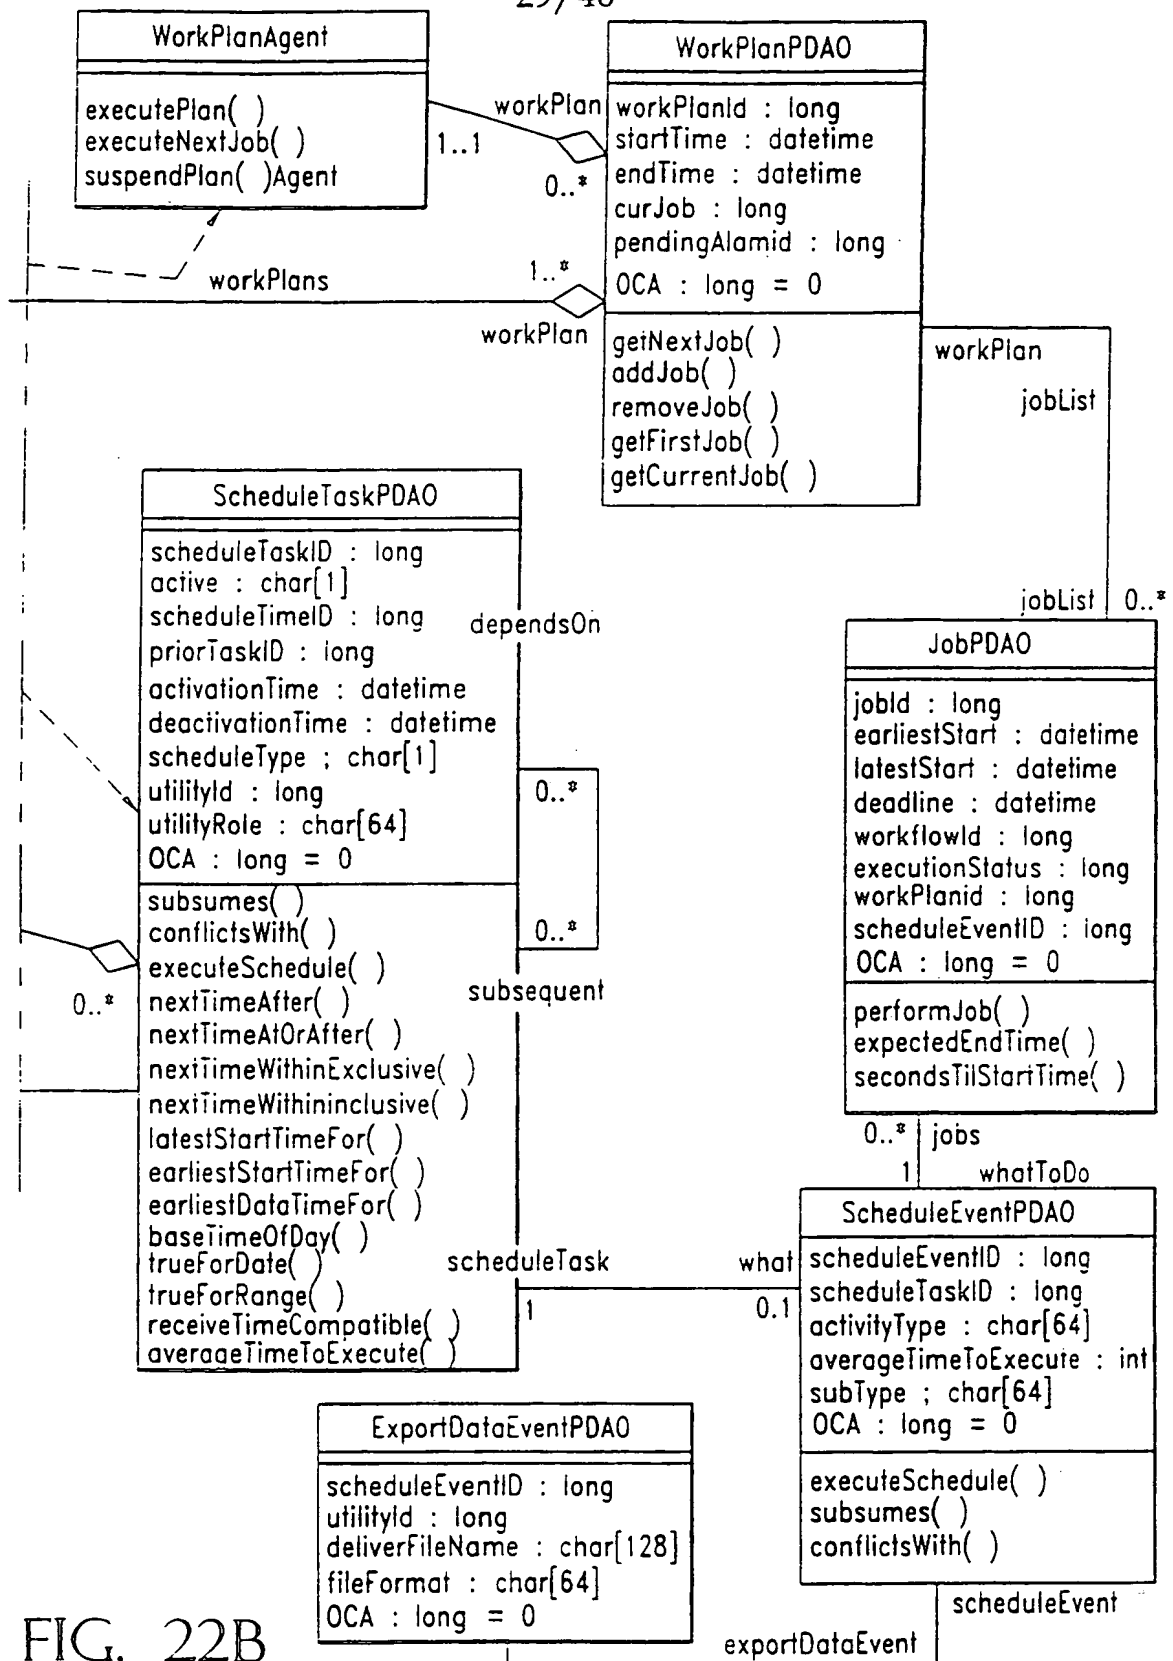 WorkPlanAgent
executePlan( )
executeNextJob( )
suspendPlan( )Agent
workPlan
1..1
0..*
WorkPlanPDAO
workPlanId : long
startTime : datetime
endTime : datetime
curJob : long
pendingAlamid : long
OCA : long = 0
getNextJob( )
addJob( )
removeJob( )
getFirstJob( )
getCurrentJob( )
workPlans
1..*
workPlan
workPlan
jobList
jobList
0..*
ScheduleTaskPDAO
scheduleTaskID : long
active : char[1]
scheduleTimeID : long
priorTaskID : long
activationTime : datetime
deactivationTime : datetime
scheduleType ; char[1]
utilityId : long
utilityRole : char[64]
OCA : long = 0
subsumes( )
conflictsWith( )
executeSchedule( )
nextTimeAfter( )
nextTimeAtOrAfter( )
nextTimeWithinExclusive( )
nextTimeWithininclusive( )
latestStartTimeFor( )
earliestStartTimeFor( )
earliestDataTimeFor( )
baseTimeOfDay( )
trueForDate( )
trueForRange( )
receiveTimeCompatible( )
averageTimeToExecute( )
dependsOn
0..*
0..*
subsequent
0..*
JobPDAO
jobId : long
earliestStart : datetime
latestStart : datetime
deadline : datetime
workflowId : long
executionStatus : long
workPlanid : long
scheduleEventID : long
OCA : long = 0
performJob( )
expectedEndTime( )
secondsTilStartTime( )
0..*
jobs
1
whatToDo
scheduleTask
1
what
0.1
ScheduleEventPDAO
scheduleEventID : long
scheduleTaskID : long
activityType : char[64]
averageTimeToExecute : int
subType ; char[64]
OCA : long = 0
executeSchedule( )
subsumes( )
conflictsWith( )
scheduleEvent
exportDataEvent
ExportDataEventPDAO
scheduleEventID : long
utilityId : long
deliverFileName : char[128]
fileFormat : char[64]
OCA : long = 0
FIG. 22B